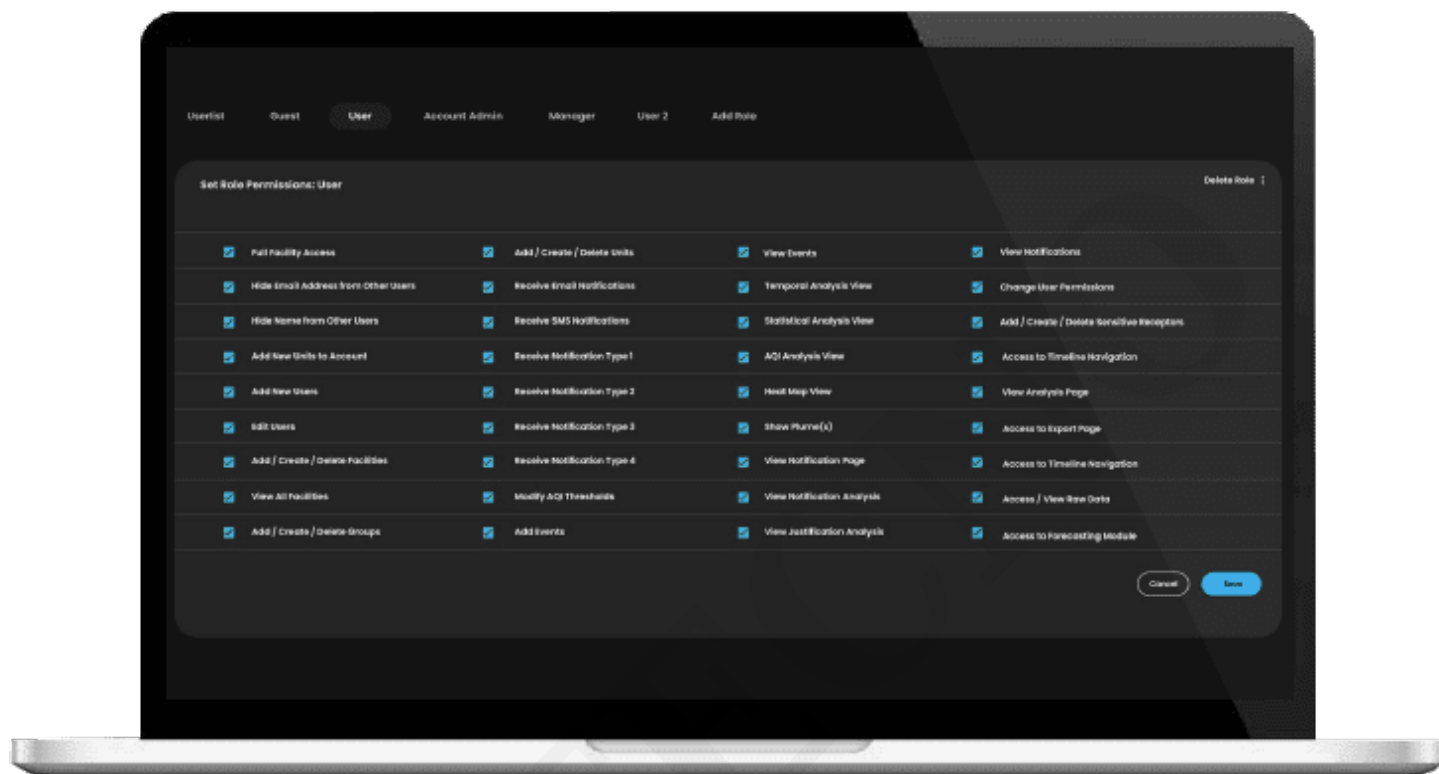 Userlist Guest User Account Admin Manager User 2 Add Role
Set Role Permissions: User
Delete Role
Full Facility Access Add / Create / Delete Units View Events View Notifications
Hide Email Address from Other Users Receive Email Notifications Temporal Analysis View Change User Permissions
Hide Name from Other Users Receive SMS Notifications Statistical Analysis View Add / Create / Delete Sensitive Receptors
Add New Units to Account Receive Notification Type 1 AQI Analysis View Access to Timeline Navigation
Add New Users Receive Notification Type 2 Heat Map View View Analysis Page
Edit Users Receive Notification Type 3 Show Plume(s) Access to Export Page
Add / Create / Delete Facilities Receive Notification Type 4 View Notification Page Access to Timeline Navigation
View All Facilities Modify AQI Thresholds View Notification Analysis Access / View Raw Data
Add / Create / Delete Groups Add Events View Justification Analysis Access to Forecasting Module
Cancel Save